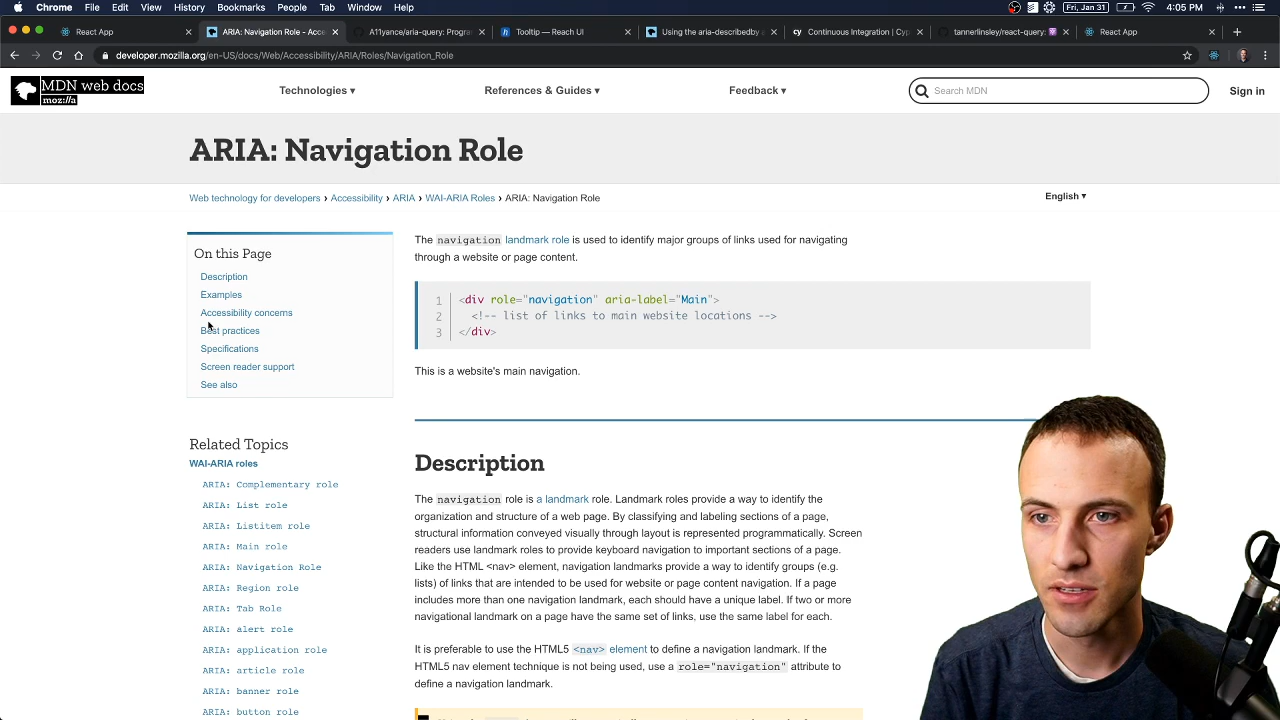 Chrome File Edit View History Bookmarks People Tab Window Help
Fri Jan 31 4:05 PM
React App
ARIA: Navigation Role - Acce
A11yance/aria-query: Progra
Tooltip – Reach UI
Using the aria-describedby a
Continuous Integration | Cyp
tannerlinsley/react-query:
React App
developer.mozilla.org/en-US/docs/Web/Accessibility/ARIA/Roles/Navigation_Role
MDN web docs
moz://a
Technologies ▾
References & Guides ▾
Feedback ▾
Search MDN
Sign in
ARIA: Navigation Role
Web technology for developers › Accessibility › ARIA › WAI-ARIA Roles › ARIA: Navigation Role
English ▾
On this Page
Description
Examples
Accessibility concerns
Best practices
Specifications
Screen reader support
See also
Related Topics
WAI-ARIA roles
ARIA: Complementary role
ARIA: List role
ARIA: Listitem role
ARIA: Main role
ARIA: Navigation Role
ARIA: Region role
ARIA: Tab Role
ARIA: alert role
ARIA: application role
ARIA: article role
ARIA: banner role
ARIA: button role
The navigation landmark role is used to identify major groups of links used for navigating
through a website or page content.
1 <div role="navigation" aria-label="Main">
2 <!-- list of links to main website locations -->
3 </div>
This is a website's main navigation.
Description
The navigation role is a landmark role. Landmark roles provide a way to identify the
organization and structure of a web page. By classifying and labeling sections of a page,
structural information conveyed visually through layout is represented programmatically. Screen
readers use landmark roles to provide keyboard navigation to important sections of a page.
Like the HTML <nav> element, navigation landmarks provide a way to identify groups (e.g.
lists) of links that are intended to be used for website or page content navigation. If a page
includes more than one navigation landmark, each should have a unique label. If two or more
navigational landmark on a page have the same set of links, use the same label for each.
It is preferable to use the HTML5 <nav> element to define a navigation landmark. If the
HTML5 nav element technique is not being used, use a role="navigation" attribute to
define a navigation landmark.